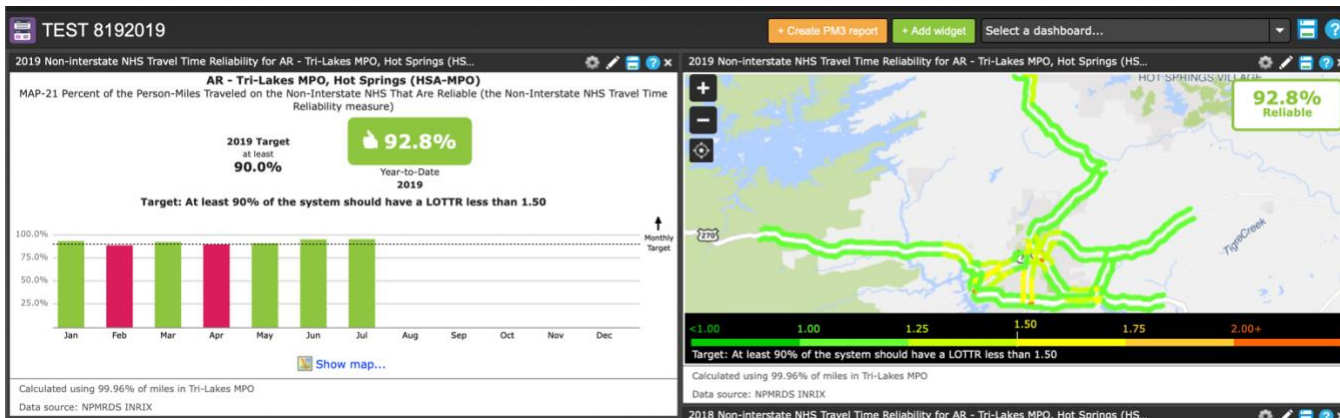 TEST 8192019
+ Create PM3 report
+ Add widget
Select a dashboard...
2019 Non-interstate NHS Travel Time Reliability for AR - Tri-Lakes MPO, Hot Springs (HS...
AR - Tri-Lakes MPO, Hot Springs (HSA-MPO)
MAP-21 Percent of the Person-Miles Traveled on the Non-Interstate NHS That Are Reliable (the Non-Interstate NHS Travel Time
Reliability measure)
2019 Target
at least
90.0%
92.8%
Year-to-Date
2019
Target: At least 90% of the system should have a LOTTR less than 1.50
100.0%
75.0%
50.0%
25.0%
Monthly
Target
Jan Feb Mar Apr May Jun Jul Aug Sep Oct Nov Dec
Show map...
Calculated using 99.96% of miles in Tri-Lakes MPO
Data source: NPMRDS INRIX
2019 Non-interstate NHS Travel Time Reliability for AR - Tri-Lakes MPO, Hot Springs (HS...
HOT SPRINGS VILLAGE
92.8%
Reliable
270
TigreCreek
<1.00 1.00 1.25 1.50 1.75 2.00+
Target: At least 90% of the system should have a LOTTR less than 1.50
Calculated using 99.96% of miles in Tri-Lakes MPO
Data source: NPMRDS INRIX
2018 Non-interstate NHS Travel Time Reliability for AR - Tri-Lakes MPO, Hot Springs (HS...